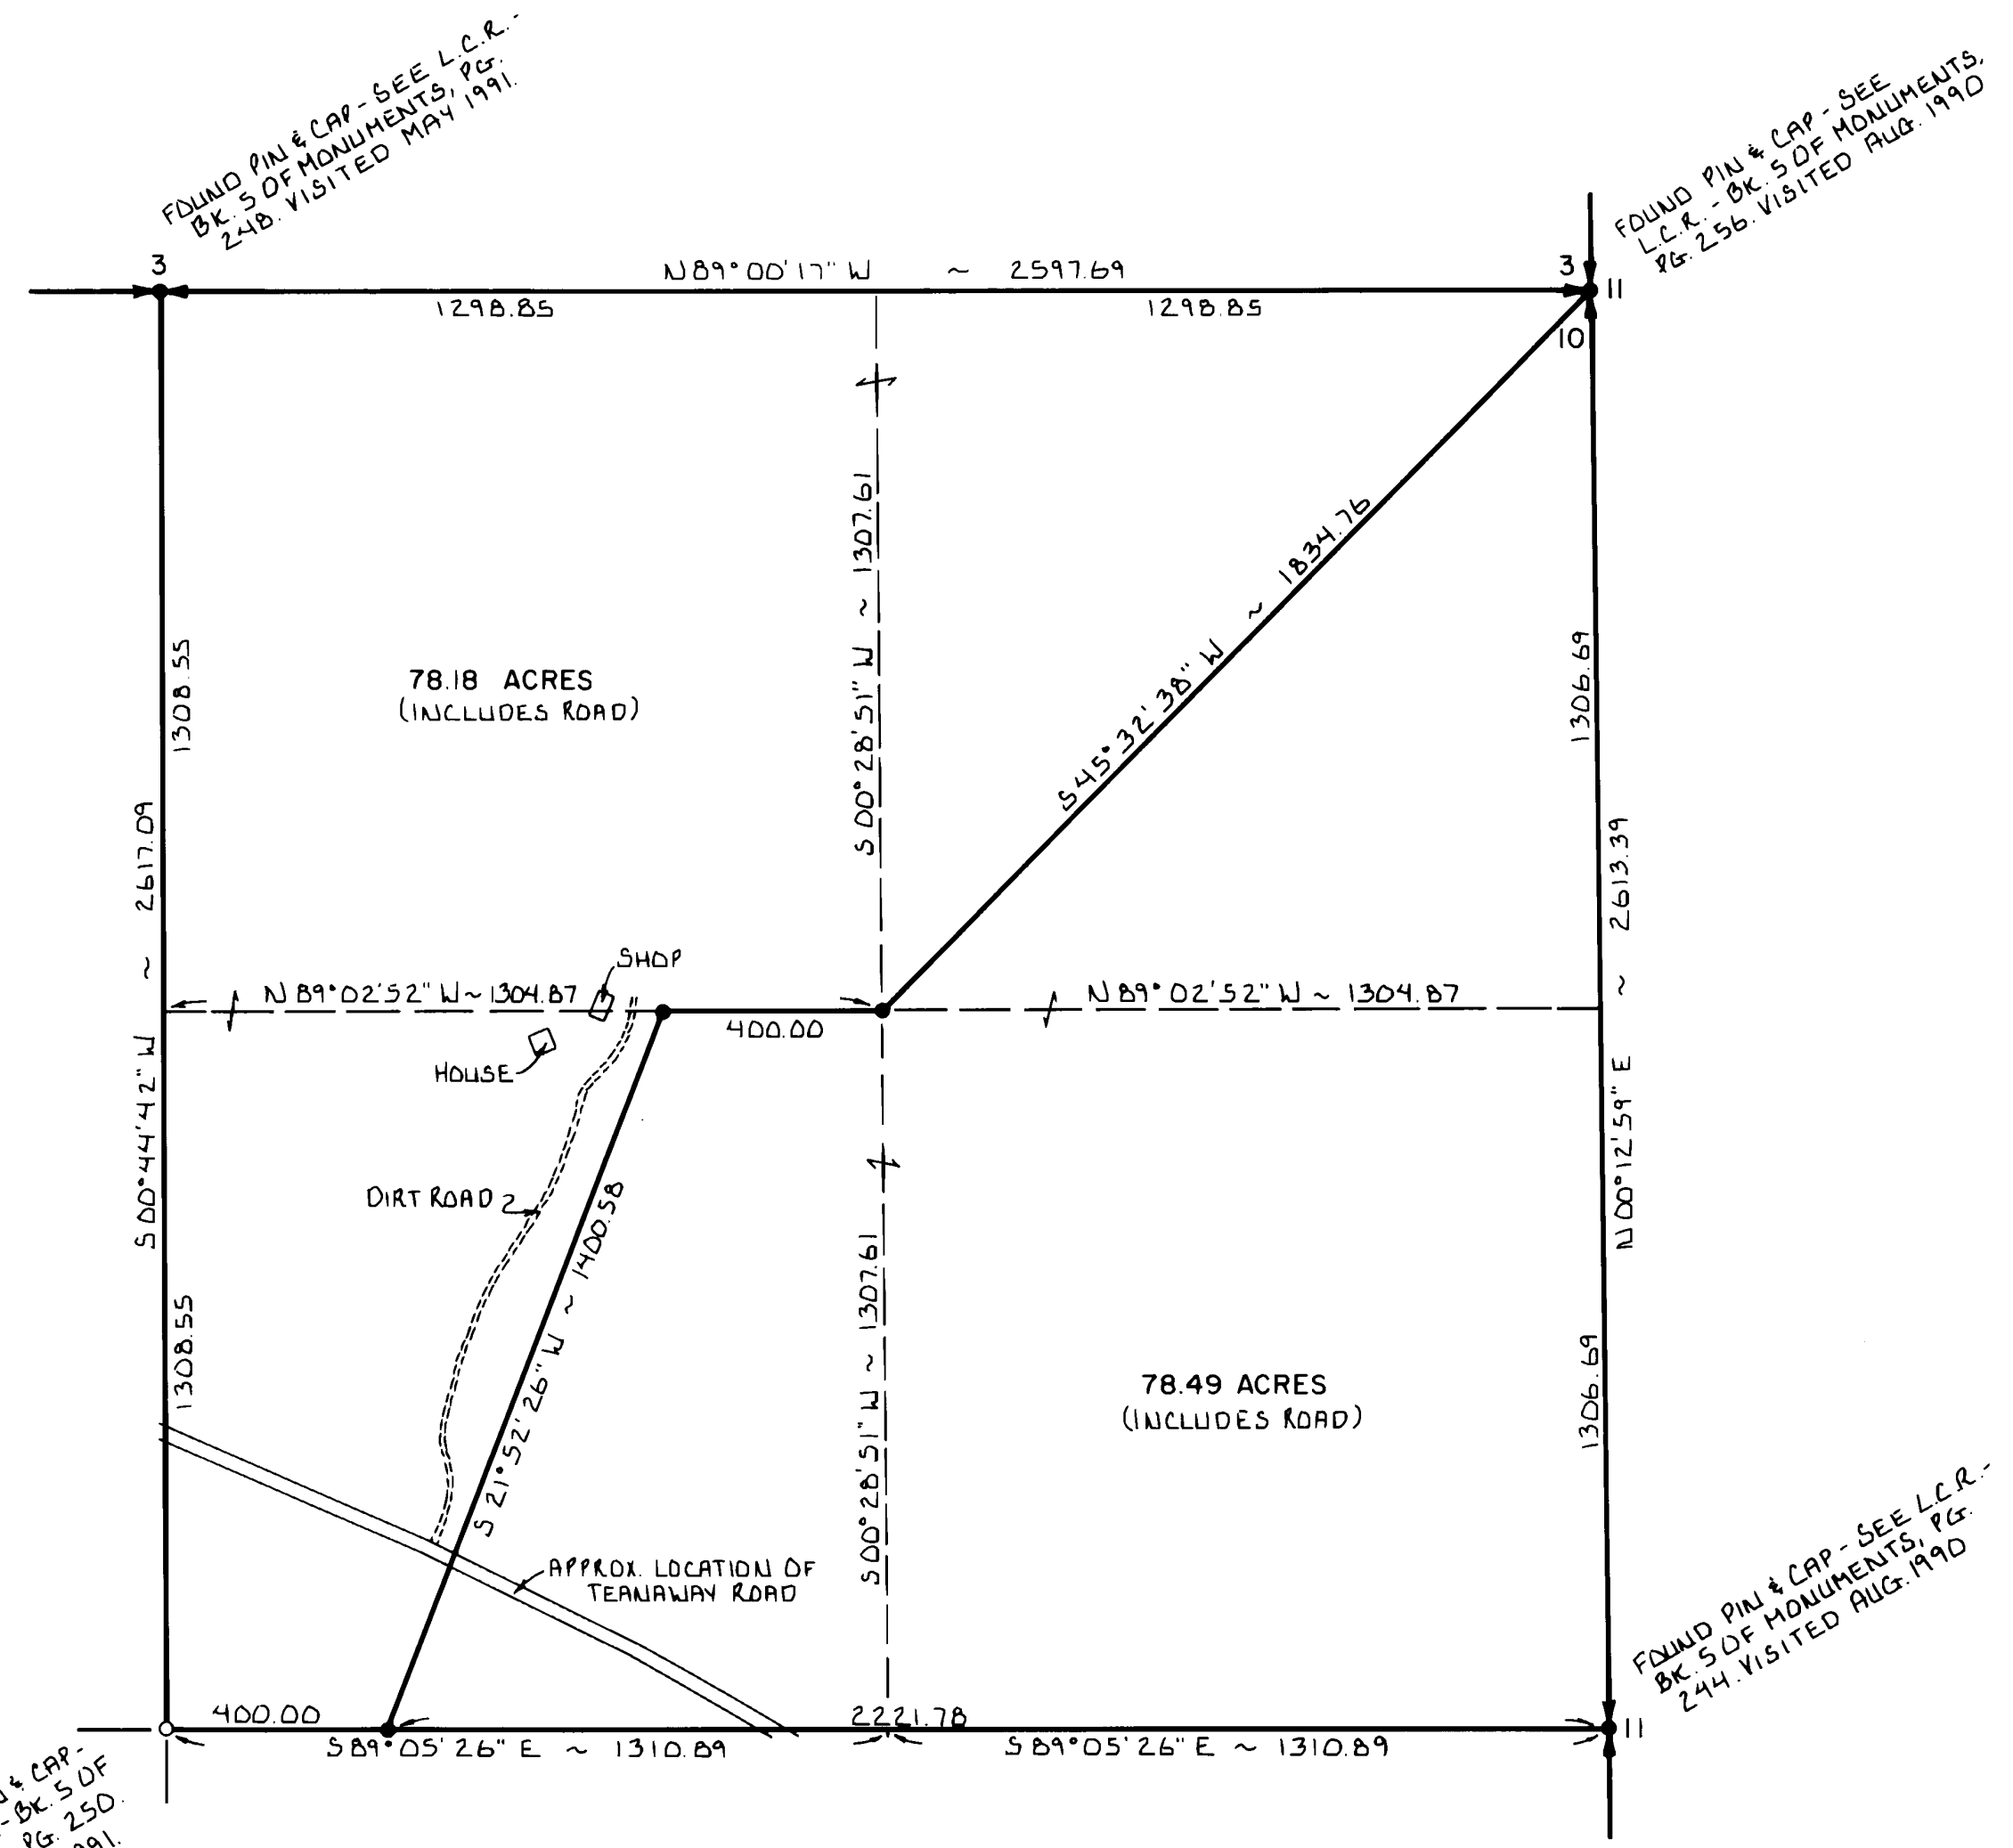 FOUND PIN & CAP - SEE L.C.R. -
BK. 5 OF MONUMENTS, PG.
248. VISITED MAY 1991.
FOUND PIN & CAP - SEE
L.C.R. - BK. 5 OF MONUMENTS,
PG. 256. VISITED AUG. 1990
3
N 89° 00' 17" W ~ 2597.69
3
11
1298.85
1298.85
10
S 00° 28' 51" W ~ 1307.61
S 45° 32' 38" W ~ 1834.76
1308.55
1306.69
78.18 ACRES
(INCLUDES ROAD)
S 00° 44' 42" W ~ 2617.09
N 00° 12' 59" E ~ 2613.39
SHOP
N 89° 02' 52" W ~ 1304.87
N 89° 02' 52" W ~ 1304.87
400.00
HOUSE
DIRT ROAD
S 21° 52' 26" W ~ 1400.58
S 00° 28' 51" W ~ 1307.61
1308.55
1306.69
78.49 ACRES
(INCLUDES ROAD)
APPROX. LOCATION OF
TEANAWAY ROAD
FOUND PIN & CAP - SEE L.C.R. -
BK. 5 OF MONUMENTS, PG.
244. VISITED AUG. 1990
400.00
2221.78
11
S 89° 05' 26" E ~ 1310.89
S 89° 05' 26" E ~ 1310.89
& CAP -
- BK. 5 OF
PG. 250.